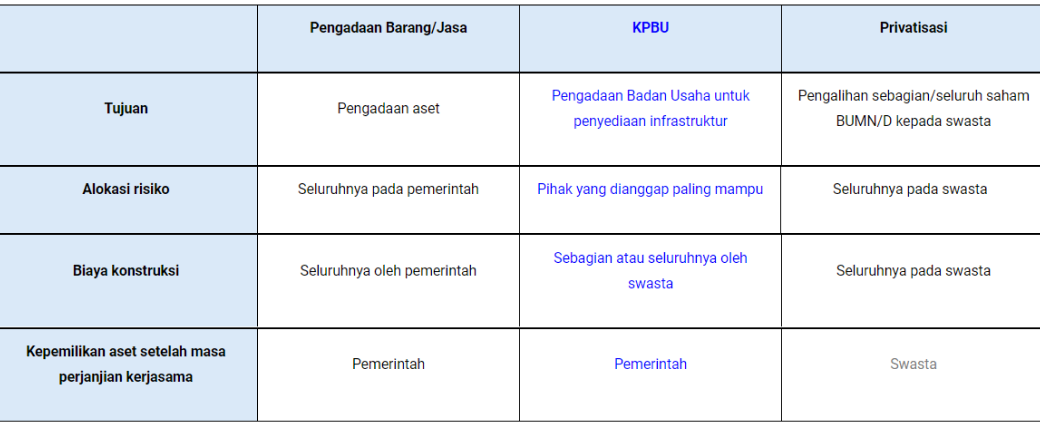 Pengadaan Barang/Jasa KPBU Privatisasi
Tujuan Pengadaan aset Pengadaan Badan Usaha untuk Pengalihan sebagian/seluruh saham
penyediaan infrastruktur BUMN/D kepada swasta
Alokasi risiko Seluruhnya pada pemerintah Pihak yang dianggap paling mampu Seluruhnya pada swasta
Biaya konstruksi Seluruhnya oleh pemerintah Sebagian atau seluruhnya oleh Seluruhnya pada swasta
swasta
Kepemilikan aset setelah masa Pemerintah Pemerintah Swasta
perjanjian kerjasama